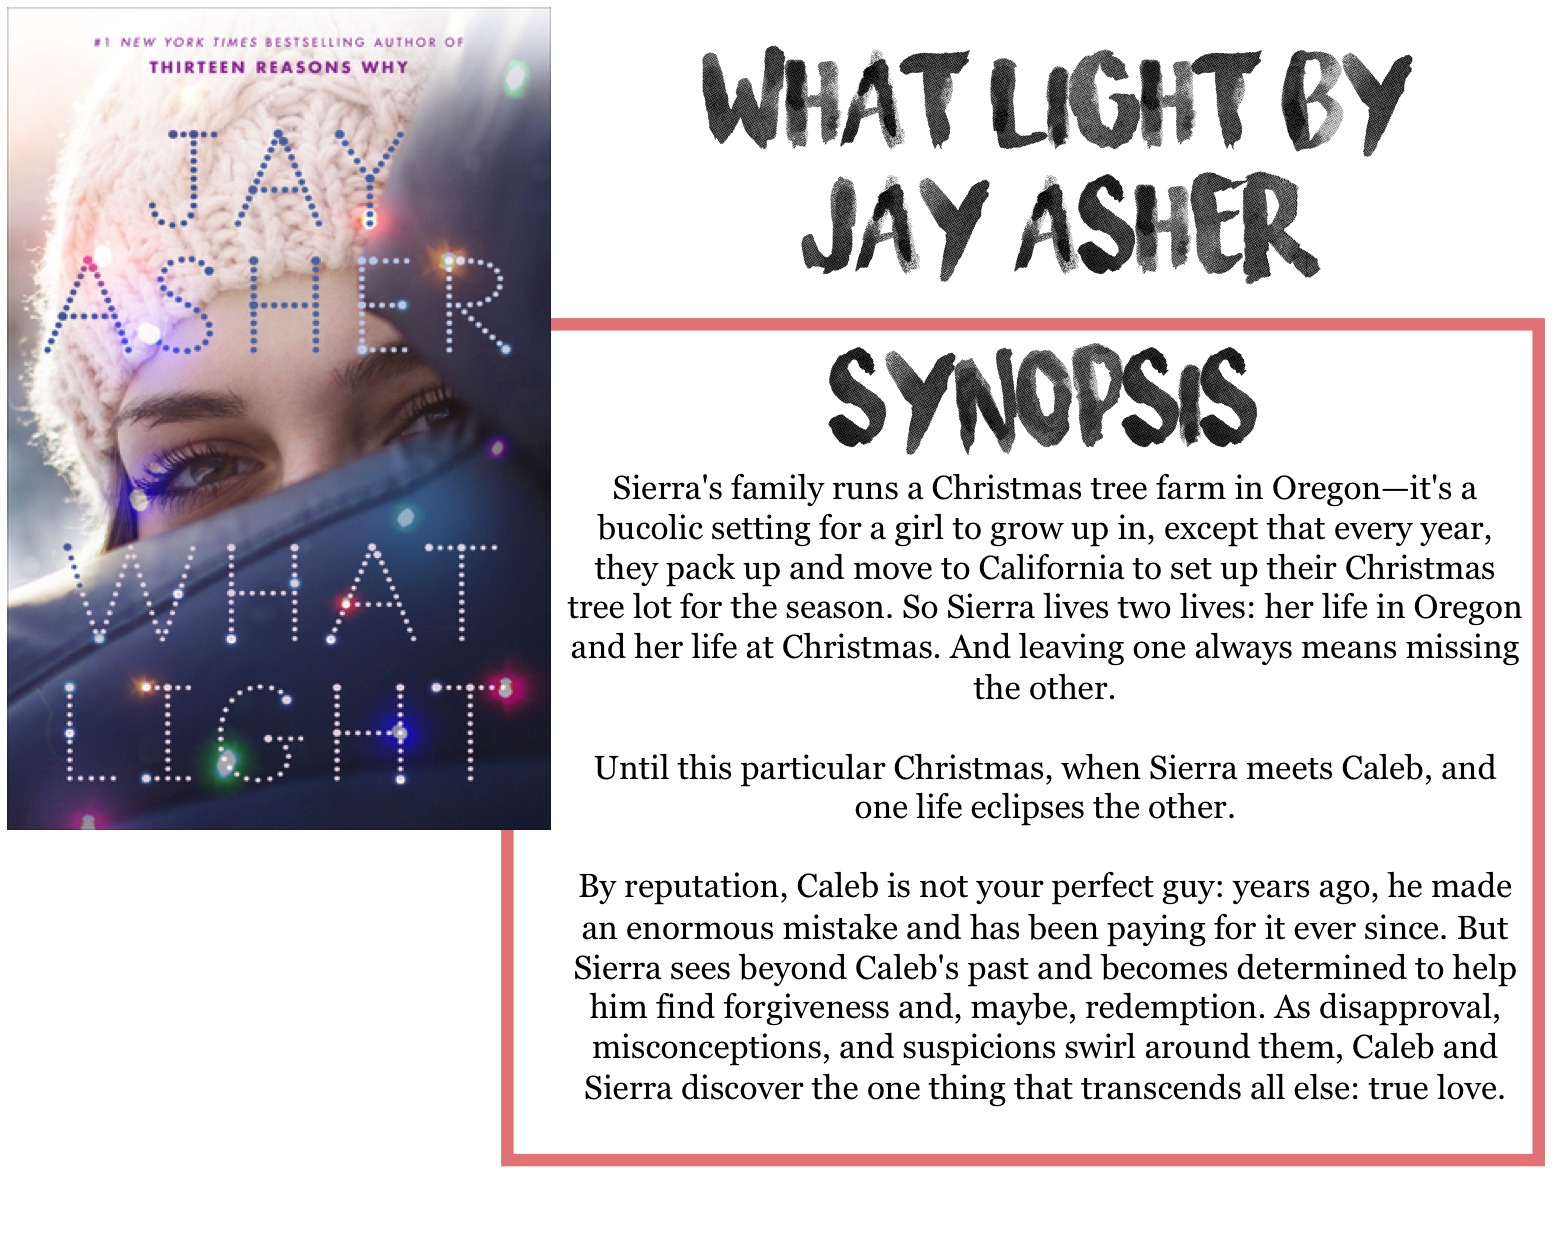 #1 NEW YORK TIMES BESTSELLING AUTHOR OF
THIRTEEN REASONS WHY
JAY
ASHER
WHAT
LIGHT
WHAT LIGHT BY
JAY ASHER
SYNOPSIS
Sierra's family runs a Christmas tree farm in Oregon—it's a
bucolic setting for a girl to grow up in, except that every year,
they pack up and move to California to set up their Christmas
tree lot for the season. So Sierra lives two lives: her life in Oregon
and her life at Christmas. And leaving one always means missing
the other.
Until this particular Christmas, when Sierra meets Caleb, and
one life eclipses the other.
By reputation, Caleb is not your perfect guy: years ago, he made
an enormous mistake and has been paying for it ever since. But
Sierra sees beyond Caleb's past and becomes determined to help
him find forgiveness and, maybe, redemption. As disapproval,
misconceptions, and suspicions swirl around them, Caleb and
Sierra discover the one thing that transcends all else: true love.